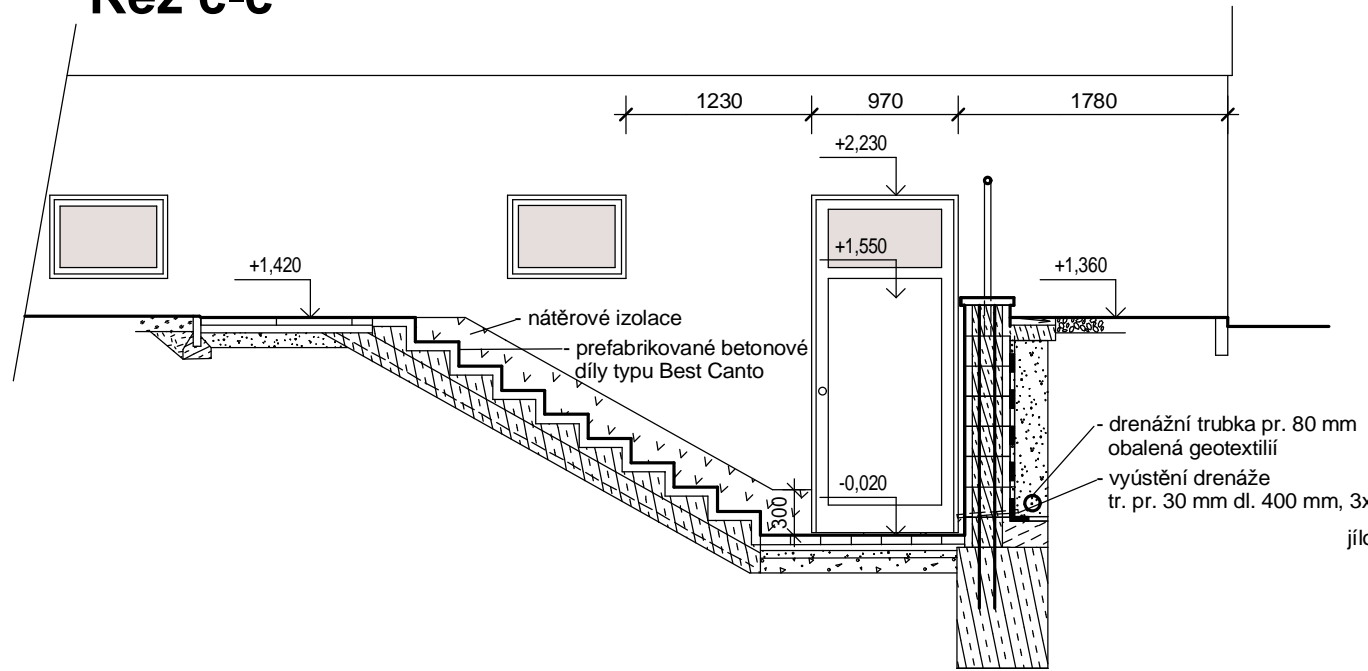 Řez c-c
1230 970 1780
+2,230
+1,550
+1,420
+1,360
nátěrové izolace
prefabrikované betonové
díly typu Best Canto
drenážní trubka pr. 80 mm
obalená geotextilií
vyústění drenáže
tr. pr. 30 mm dl. 400 mm, 3x
-0,020
300